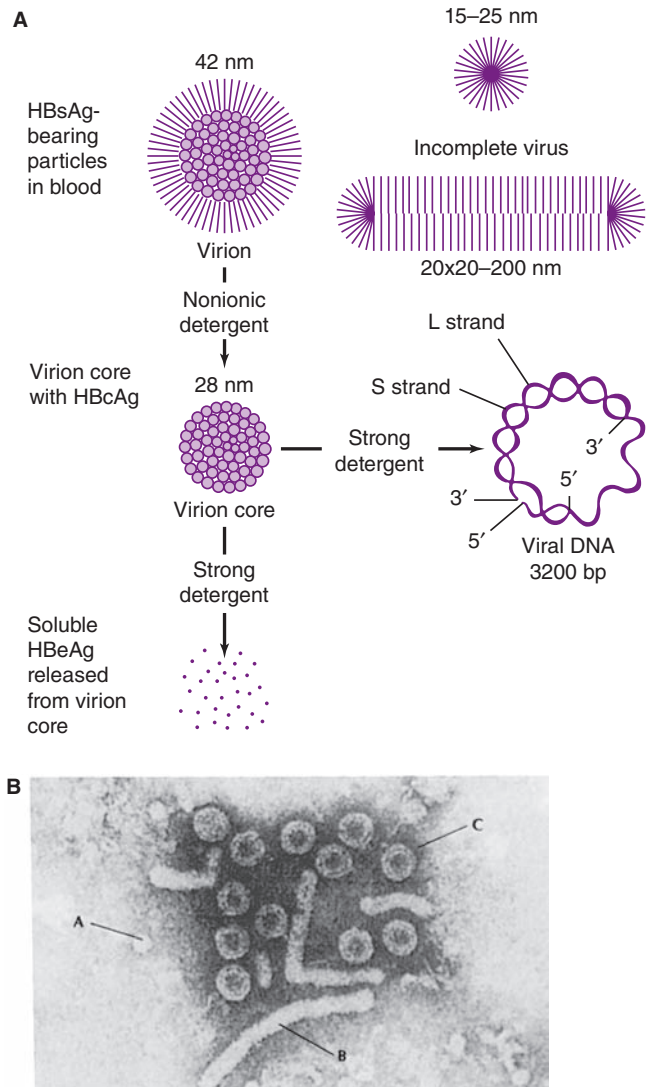 A
15–25 nm
42 nm
HBsAg-
bearing
particles
in blood
Incomplete virus
Virion
20x20–200 nm
Nonionic
detergent
L strand
Virion core
with HBcAg
28 nm
S strand
Strong
detergent
3′
3′
5′
5′
Virion core
Viral DNA
3200 bp
Strong
detergent
Soluble
HBeAg
released
from virion
core
B
C
A
B